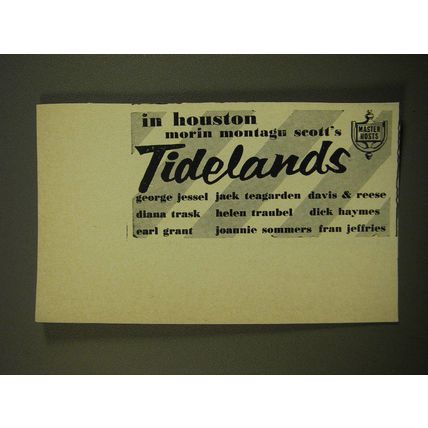 in houston
morin montagu scott's
MASTER
HOSTS
Tidelands
george jessel jack teagarden davis & reese
diana trask helen traubel dick haymes
earl grant joannie sommers fran jeffries